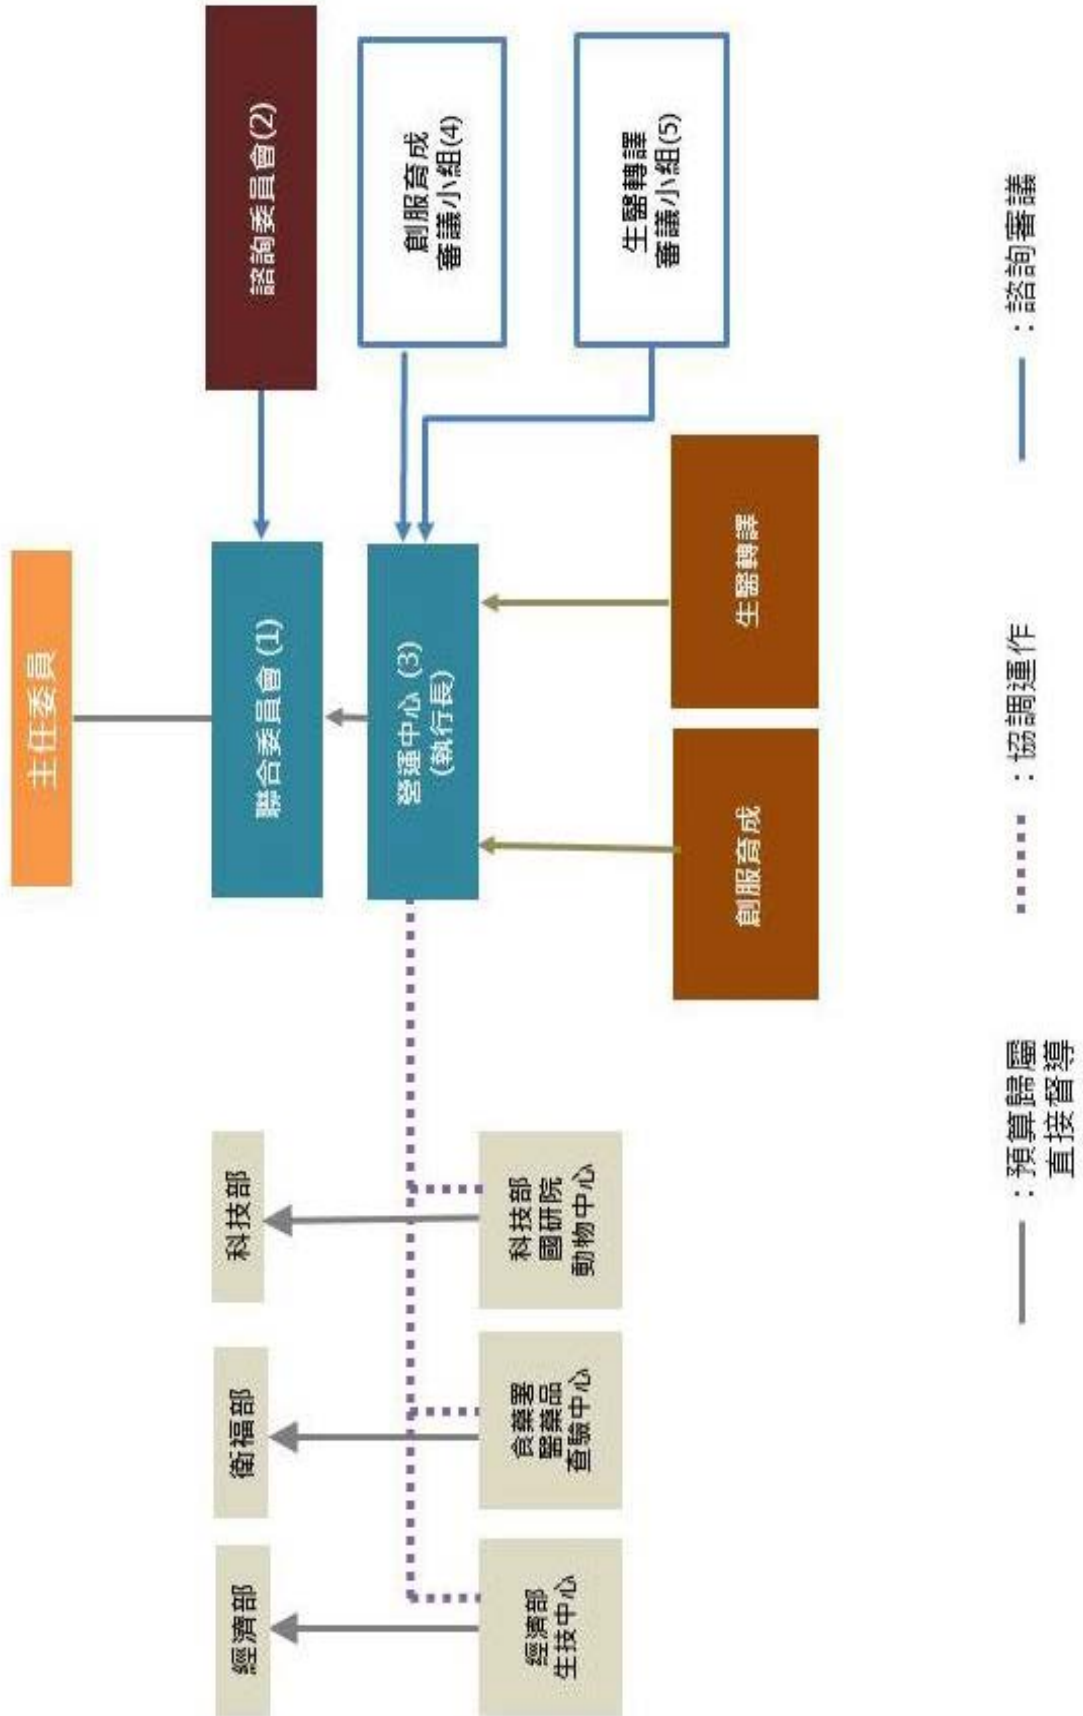 主任委員
聯合委員會 (1)
諮詢委員會(2)
營運中心 (3)
(執行長)
創服育成
審議小組(4)
生醫轉譯
審議小組(5)
創服育成
生醫轉譯
經濟部
衛福部
科技部
經濟部
生技中心
食藥署
醫藥品
查驗中心
科技部
國研院
動物中心
：預算歸屬
直接督導
：協調運作
：諮詢審議